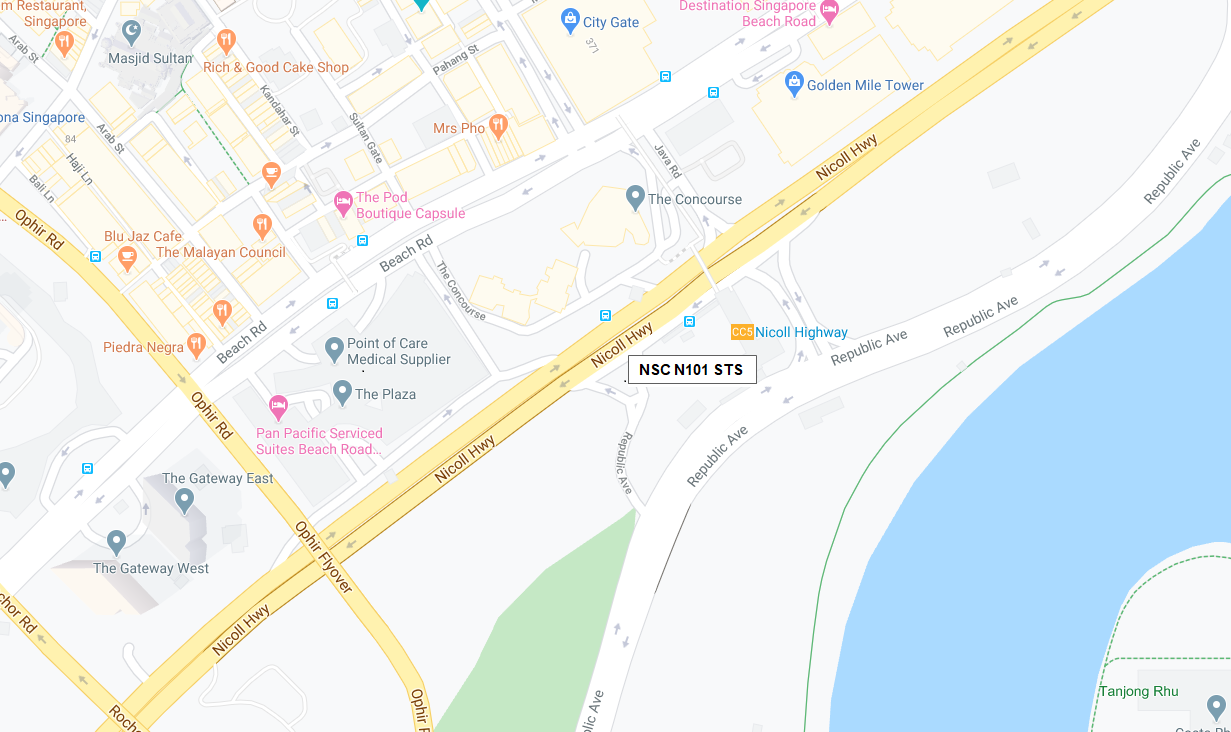 m Restaurant,
Singapore
Arab St
Masjid Sultan
Rich & Good Cake Shop
Pahang St
City Gate
371
Destination Singapore
Beach Road
Golden Mile Tower
ona Singapore
84
Arab St
Kandahar St
Sultan Gate
Mrs Pho
Java Rd
Nicoll Hwy
Republic Ave
Haji Ln
Bali Ln
Ophir Rd
The Pod
Boutique Capsule
The Concourse
Blu Jaz Cafe
The Malayan Council
Beach Rd
The Concourse
Piedra Negra
Beach Rd
Point of Care
Medical Supplier
The Plaza
Nicoll Hwy
CC5 Nicoll Highway
Republic Ave
Republic Ave
NSC N101 STS
Ophir Rd
Pan Pacific Serviced
Suites Beach Road...
Nicoll Hwy
Republic Ave
Republic Ave
The Gateway East
The Gateway West
Ophir Flyover
chor Rd
Nicoll Hwy
Roche
Ophir F
blic Ave
Tanjong Rhu